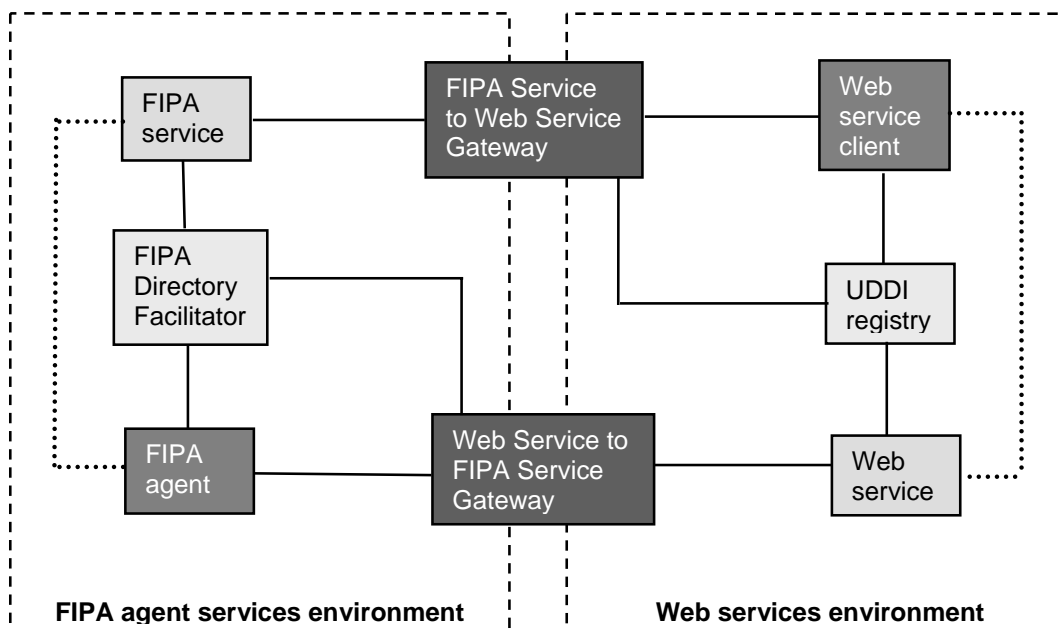 FIPA
service
FIPA Service
to Web Service
Gateway
Web
service
client
FIPA
Directory
Facilitator
UDDI
registry
FIPA
agent
Web Service to
FIPA Service
Gateway
Web
service
FIPA agent services environment
Web services environment